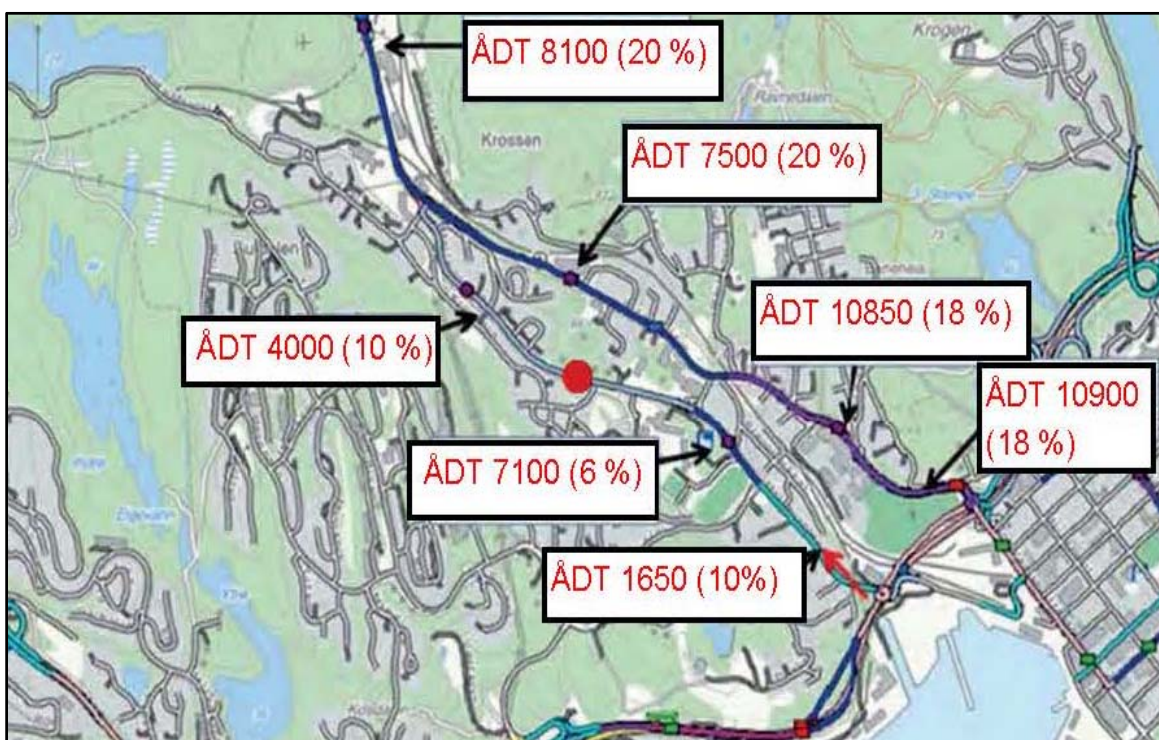 ÅDT 8100 (20 %)
Krogen
Ravnedalen
Krossen
ÅDT 7500 (20 %)
ÅDT 10850 (18 %)
ÅDT 4000 (10 %)
ÅDT 10900
(18 %)
ÅDT 7100 (6 %)
ÅDT 1650 (10%)